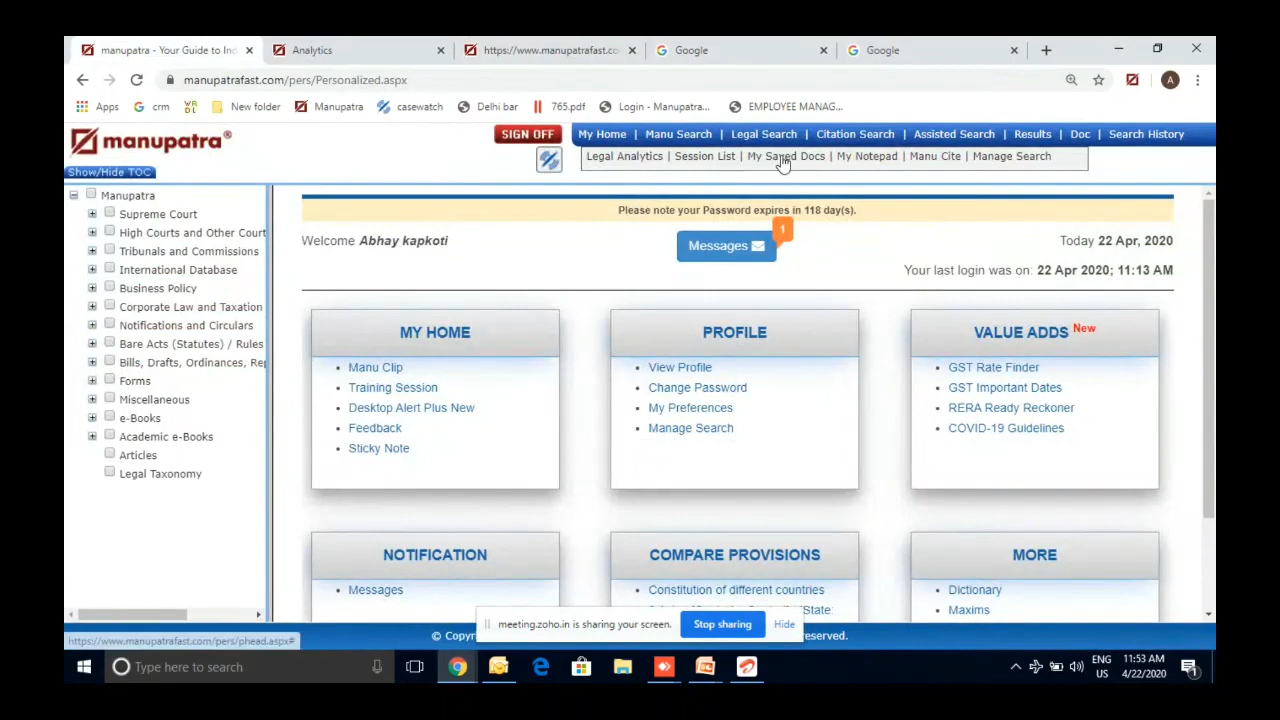 manupatra - Your Guide to Ind
Analytics
https://www.manupatrafast.co
Google
Google
manupatrafast.com/pers/Personalized.aspx
Apps
crm
New folder
Manupatra
casewatch
Delhi bar
765.pdf
Login - Manupatra...
EMPLOYEE MANAG...
manupatra®
SIGN OFF
My Home | Manu Search | Legal Search | Citation Search | Assisted Search | Results | Doc | Search History
Legal Analytics | Session List | My Saved Docs | My Notepad | Manu Cite | Manage Search
Show/Hide TOC
Manupatra
Supreme Court
High Courts and Other Court
Tribunals and Commissions
International Database
Business Policy
Corporate Law and Taxation
Notifications and Circulars
Bare Acts (Statutes) / Rules
Bills, Drafts, Ordinances, Rep
Forms
Miscellaneous
e-Books
Academic e-Books
Articles
Legal Taxonomy
Please note your Password expires in 118 day(s).
Welcome Abhay kapkoti
Messages
1
Today 22 Apr, 2020
Your last login was on: 22 Apr 2020; 11:13 AM
MY HOME
Manu Clip
Training Session
Desktop Alert Plus New
Feedback
Sticky Note
PROFILE
View Profile
Change Password
My Preferences
Manage Search
VALUE ADDS New
GST Rate Finder
GST Important Dates
RERA Ready Reckoner
COVID-19 Guidelines
NOTIFICATION
Messages
COMPARE PROVISIONS
Constitution of different countries
State:
MORE
Dictionary
Maxims
meeting.zoho.in is sharing your screen.
Stop sharing
Hide
https://www.manupatrafast.com/pers/phead.aspx#
© Copyr
reserved.
Type here to search
ENG
US
11:53 AM
4/22/2020
1
A